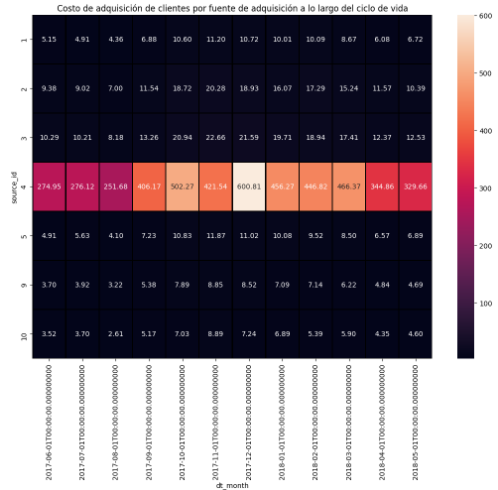 Costo de adquisición de clientes por fuente de adquisición a lo largo del ciclo de vida
600
1 5.15 4.91 4.36 6.88 10.60 11.20 10.72 10.01 10.09 8.67 6.08 6.72
500
2 9.38 9.02 7.00 11.54 18.72 20.28 18.93 16.07 17.29 15.24 11.57 10.39
3 10.29 10.21 8.18 13.26 20.94 22.66 21.59 19.71 18.94 17.41 12.37 12.53
400
source_id
4 274.95 276.12 251.68 406.17 502.27 421.54 600.81 456.27 446.82 466.37 344.86 329.66
300
5 4.91 5.63 4.10 7.23 10.83 11.87 11.02 10.08 9.52 8.50 6.57 6.89
200
9 3.70 3.92 3.22 5.38 7.89 8.85 8.52 7.09 7.14 6.22 4.84 4.69
100
10 3.52 3.70 2.61 5.17 7.03 8.89 7.24 6.89 5.39 5.90 4.35 4.60
2017-06-01T00:00:00.000000000
2017-07-01T00:00:00.000000000
2017-08-01T00:00:00.000000000
2017-09-01T00:00:00.000000000
2017-10-01T00:00:00.000000000
2017-11-01T00:00:00.000000000
2017-12-01T00:00:00.000000000
2018-01-01T00:00:00.000000000
2018-02-01T00:00:00.000000000
2018-03-01T00:00:00.000000000
2018-04-01T00:00:00.000000000
2018-05-01T00:00:00.000000000
dt_month